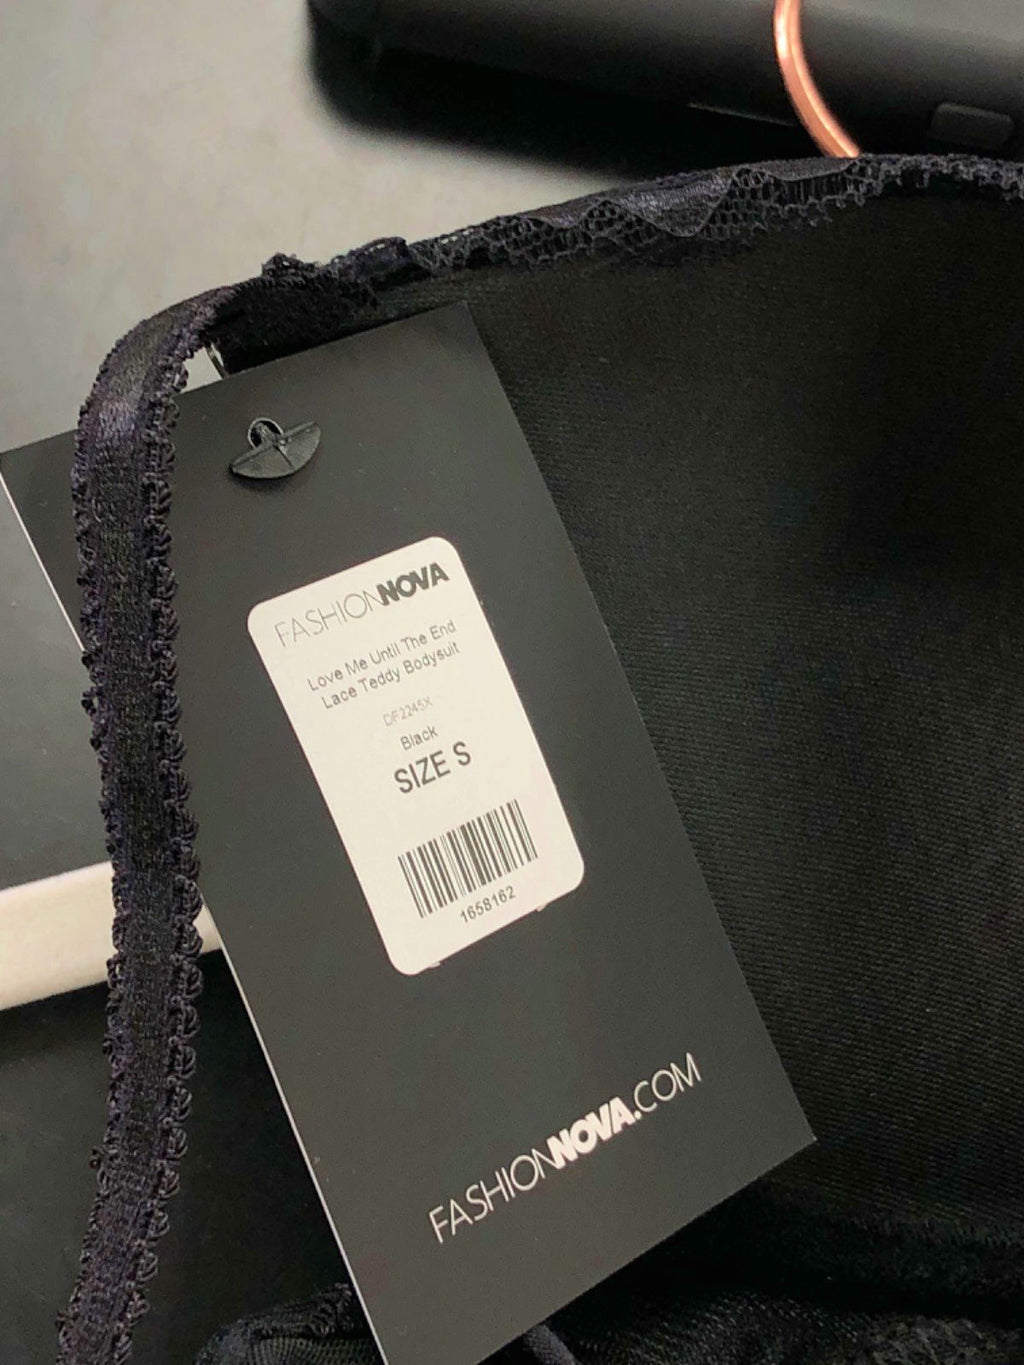 FASHIONNOVA
Love Me Until The End
Lace Teddy Bodysuit
DF2245X
Black
SIZE S
1658162
FASHIONNOVA.COM